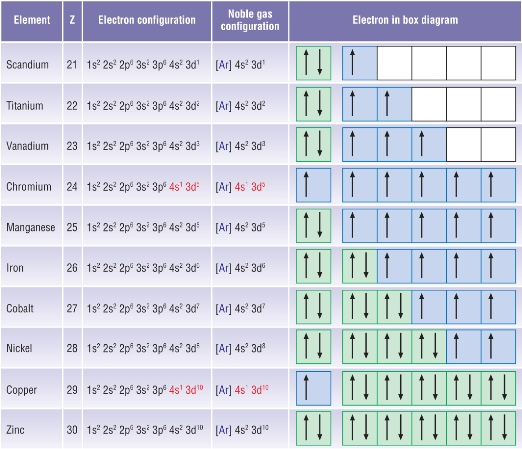 Element Z Electron configuration Noble gas configuration Electron in box diagram
Scandium 21 1s² 2s² 2p⁶ 3s² 3p⁶ 4s² 3d¹ [Ar] 4s² 3d¹
Titanium 22 1s² 2s² 2p⁶ 3s² 3p⁶ 4s² 3d² [Ar] 4s² 3d²
Vanadium 23 1s² 2s² 2p⁶ 3s² 3p⁶ 4s² 3d³ [Ar] 4s² 3d³
Chromium 24 1s² 2s² 2p⁶ 3s² 3p⁶ 4s¹ 3d⁵ [Ar] 4s¹ 3d⁵
Manganese 25 1s² 2s² 2p⁶ 3s² 3p⁶ 4s² 3d⁵ [Ar] 4s² 3d⁵
Iron 26 1s² 2s² 2p⁶ 3s² 3p⁶ 4s² 3d⁶ [Ar] 4s² 3d⁶
Cobalt 27 1s² 2s² 2p⁶ 3s² 3p⁶ 4s² 3d⁷ [Ar] 4s² 3d⁷
Nickel 28 1s² 2s² 2p⁶ 3s² 3p⁶ 4s² 3d⁸ [Ar] 4s² 3d⁸
Copper 29 1s² 2s² 2p⁶ 3s² 3p⁶ 4s¹ 3d¹⁰ [Ar] 4s¹ 3d¹⁰
Zinc 30 1s² 2s² 2p⁶ 3s² 3p⁶ 4s² 3d¹⁰ [Ar] 4s² 3d¹⁰